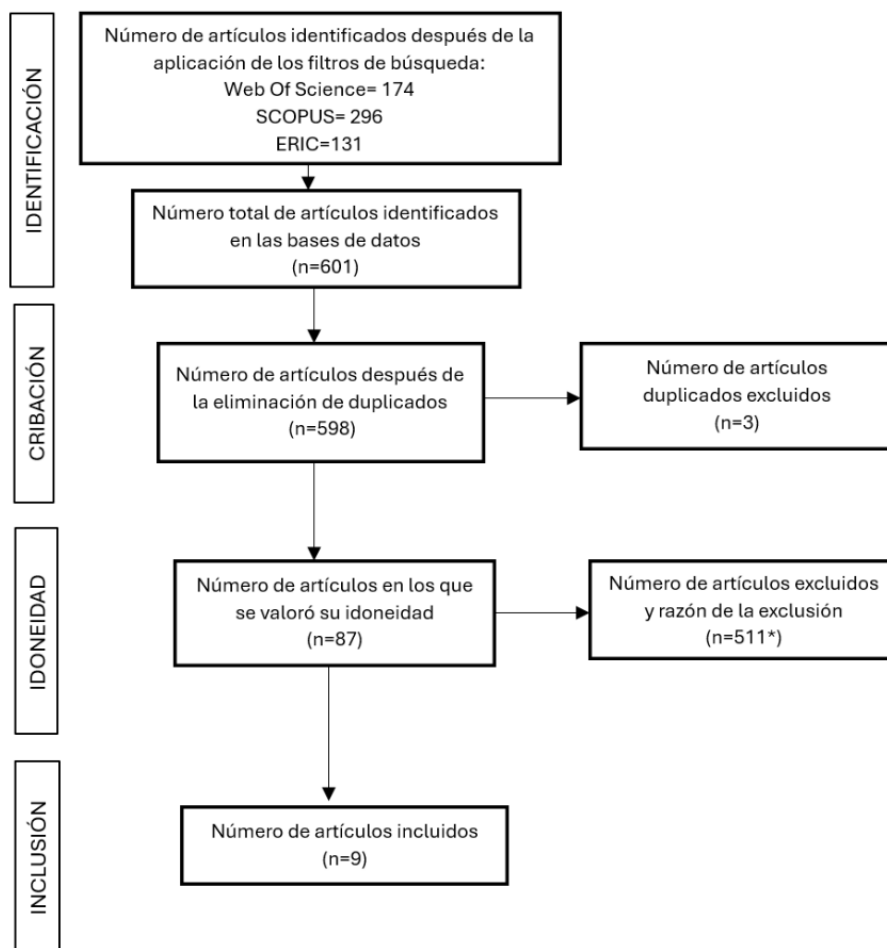 IDENTIFICACIÓN
Número de artículos identificados después de la
aplicación de los filtros de búsqueda:
Web Of Science= 174
SCOPUS= 296
ERIC=131
Número total de artículos identificados
en las bases de datos
(n=601)
CRIBACIÓN
Número de artículos después de
la eliminación de duplicados
(n=598)
Número de artículos
duplicados excluidos
(n=3)
IDONEIDAD
Número de artículos en los que
se valoró su idoneidad
(n=87)
Número de artículos excluidos
y razón de la exclusión
(n=511*)
INCLUSIÓN
Número de artículos incluidos
(n=9)